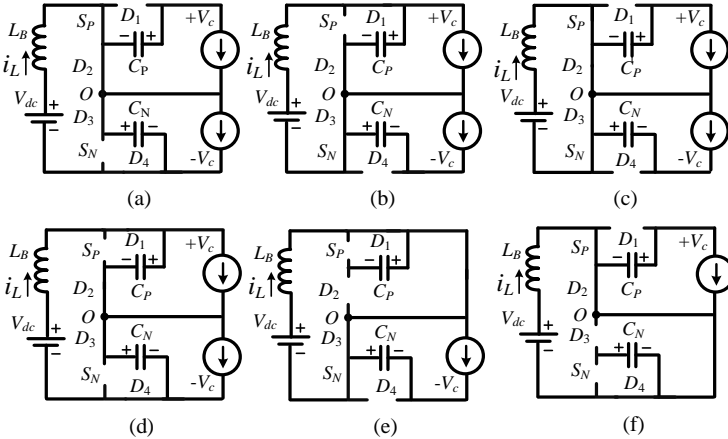 L_B S_P D_1 +V_c
i_L − + C_P
D_2
V_dc + − O C_N
D_3 + −
S_N D_4 -V_c
(a)
L_B S_P D_1 +V_c
i_L − + C_P
D_2
V_dc + − O C_N
D_3 + −
S_N D_4 -V_c
(b)
L_B S_P D_1 +V_c
i_L − + C_P
D_2
V_dc + − O C_N
D_3 + −
S_N D_4 -V_c
(c)
L_B S_P D_1 +V_c
i_L − + C_P
D_2
V_dc + − O C_N
D_3 + −
S_N D_4 -V_c
(d)
L_B S_P D_1
i_L − + C_P
D_2
V_dc + − O C_N
D_3 + −
S_N D_4 -V_c
(e)
L_B S_P D_1 +V_c
i_L − + C_P
D_2
V_dc + − O C_N
D_3 + −
S_N D_4
(f)